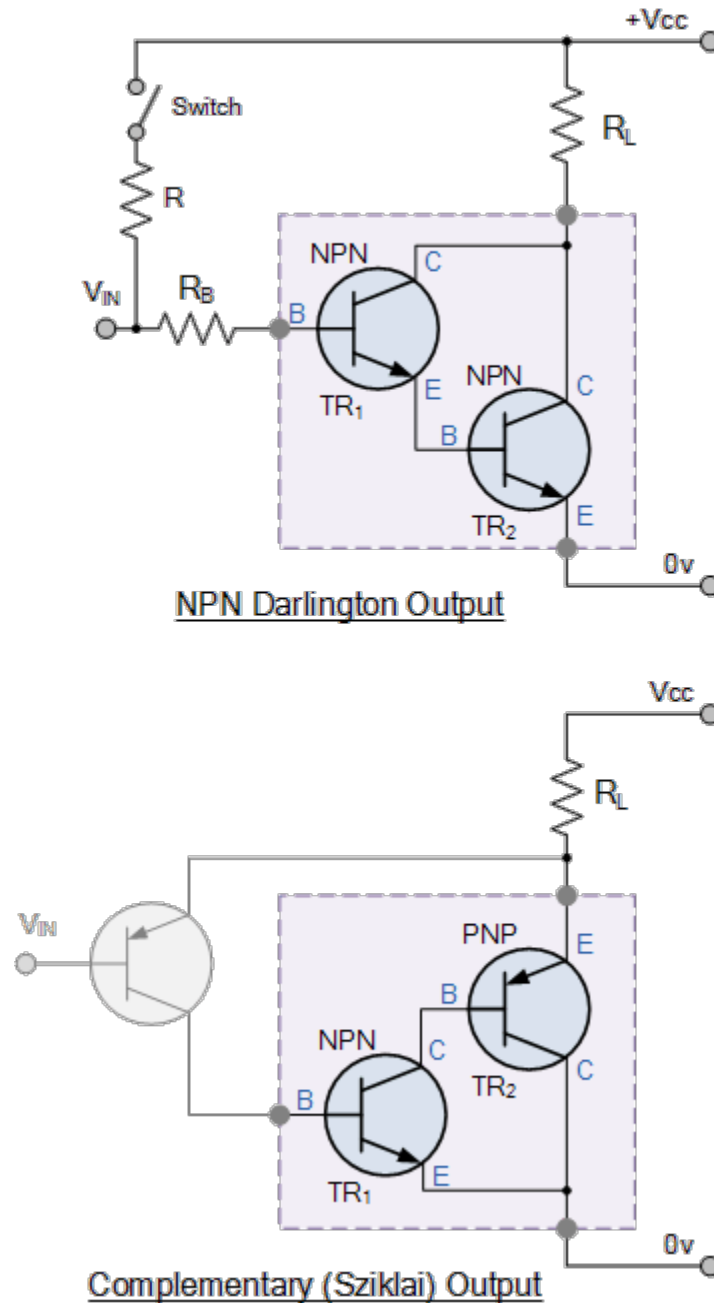 +Vcc
Switch
RL
R
NPN
C
VIN
RB
B
TR1
E
NPN
C
B
TR2
E
0v
NPN Darlington Output
Vcc
RL
VIN
PNP
E
B
NPN
C
TR2
C
B
TR1
E
0v
Complementary (Sziklai) Output